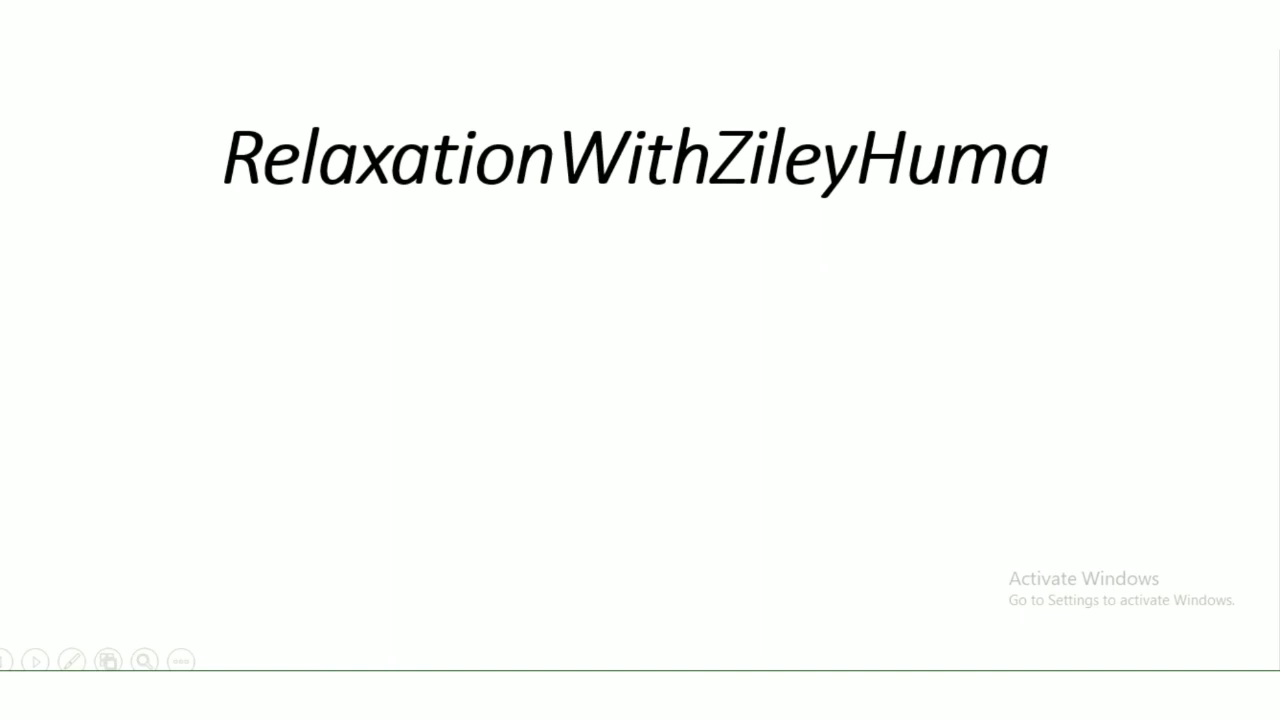 RelaxationWithZileyHuma
Activate Windows
Go to Settings to activate Windows.